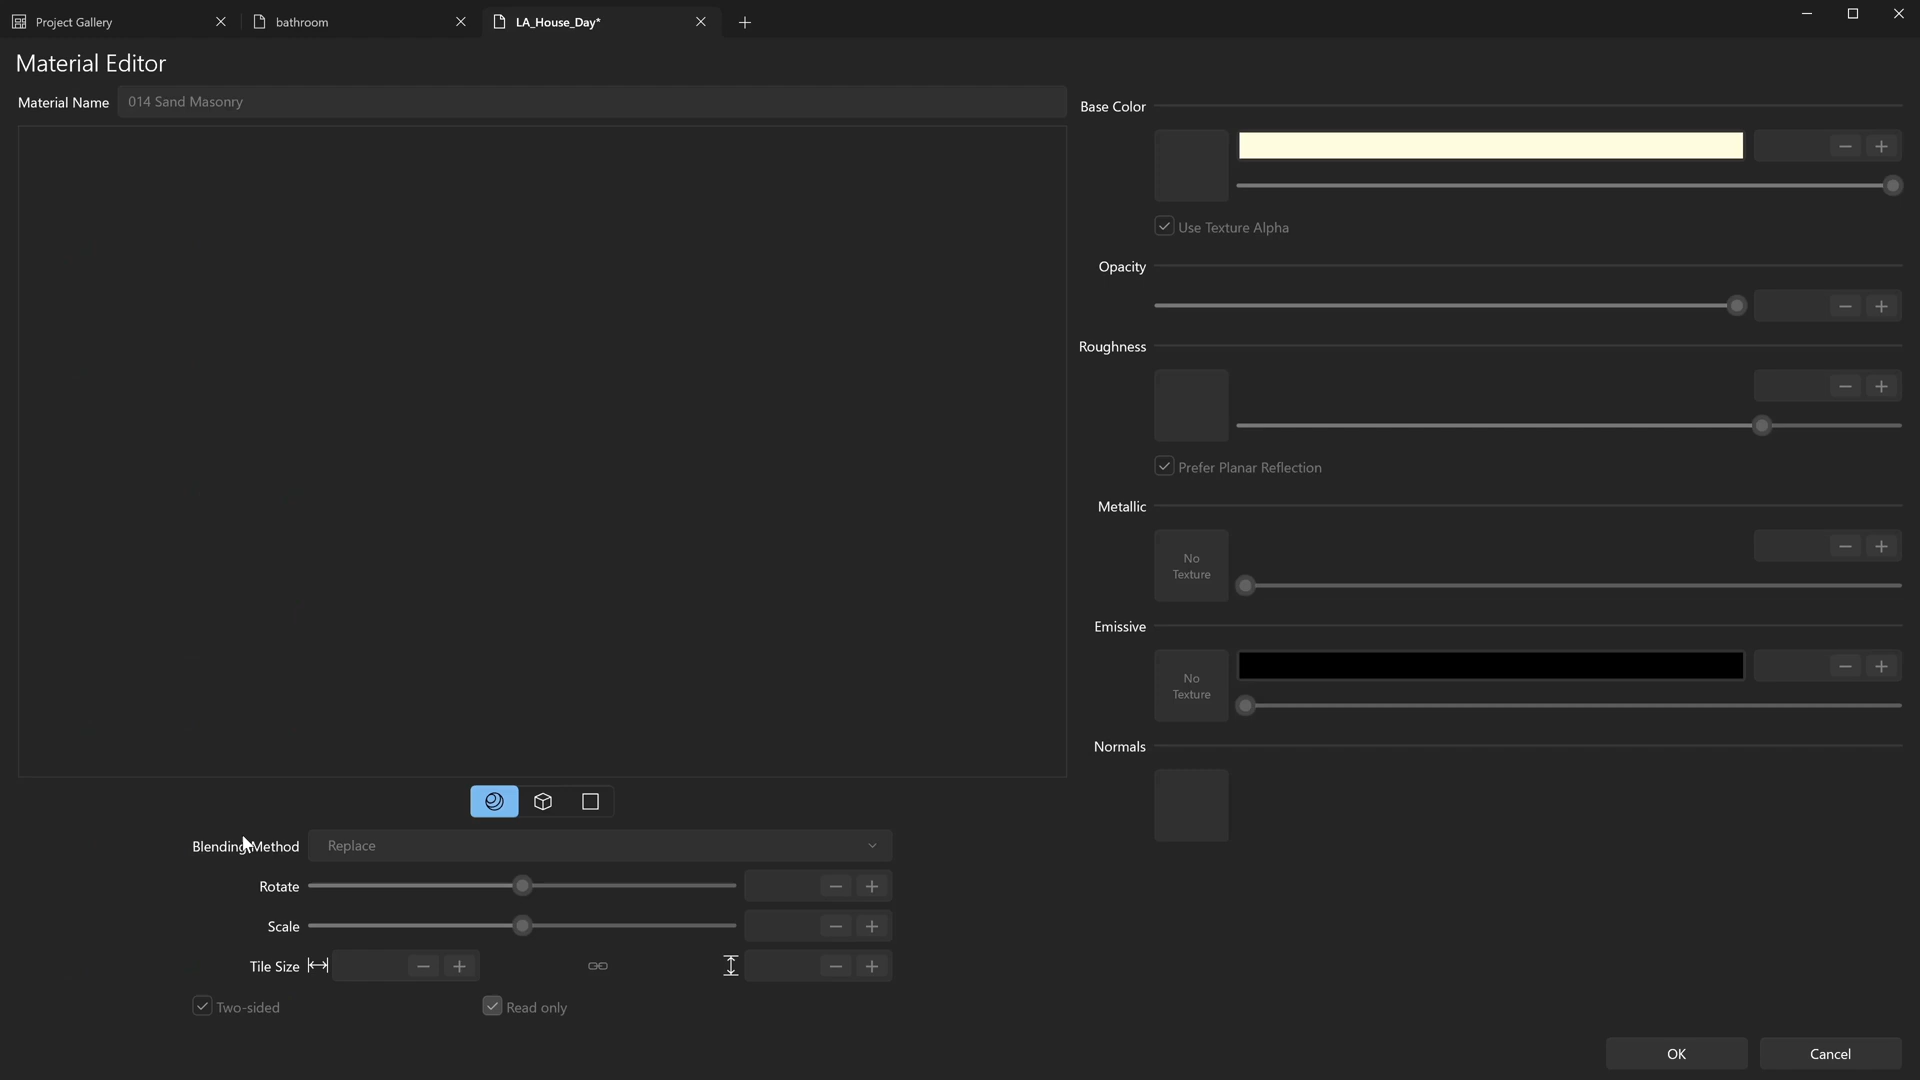 Project Gallery
bathroom
LA_House_Day*
Material Editor
Material Name
014 Sand Masonry
Base Color
Use Texture Alpha
Opacity
Roughness
Prefer Planar Reflection
Metallic
No
Texture
Emissive
No
Texture
Normals
Blending Method
Replace
Rotate
Scale
Tile Size
Two-sided
Read only
OK
Cancel